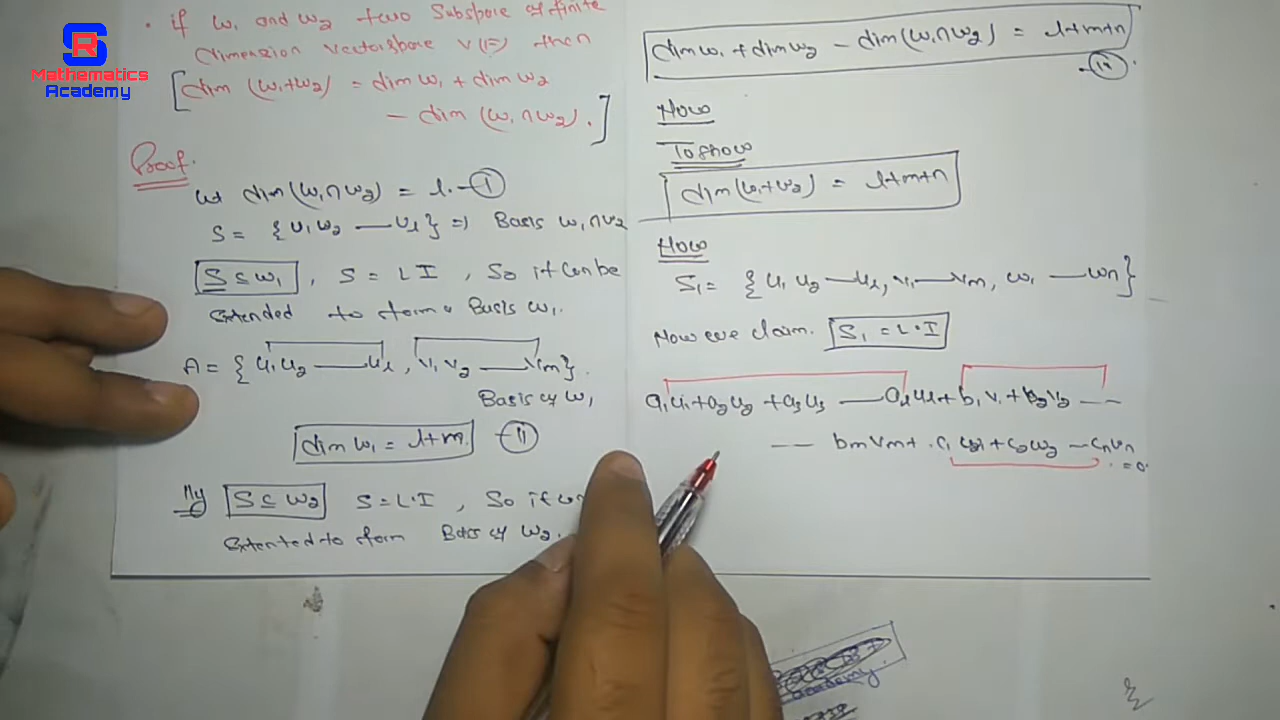 SR
Mathematics
Academy
• if W1 and W2 two Subspace of finite
dimension vectorspace V(F) then
[dim (W1+W2) = dim W1 + dim W2
- dim (W1∩W2).]
Proof.
Let dim(W1∩W2) = l. - (I)
S = {u1 u2 — ul} => Basis W1∩W2
S ⊆ W1, S = L I, So it can be
Extended to form a Basis W1.
A = {u1 u2 — ul, v1 v2 — vm}.
Basis of W1
dim W1 = l+m. - (II)
lly S ⊆ W2 S = L.I, So it
Extented to form Basis of W2.
dim W1 + dim W2 - dim(W1∩W2) = l+m+n
Now
To show
dim(W1+W2) = l+m+n
Now
S1 = {u1 u2 — ul, v1 — vm, w1 — wn}
Now we claim. S1 = L.I
a1u1+a2u2+a3u3 — alul+b1v1+b2v2 ——
—— bmvm+.c1w1+c2w2 — cnwn
.=0.
academy